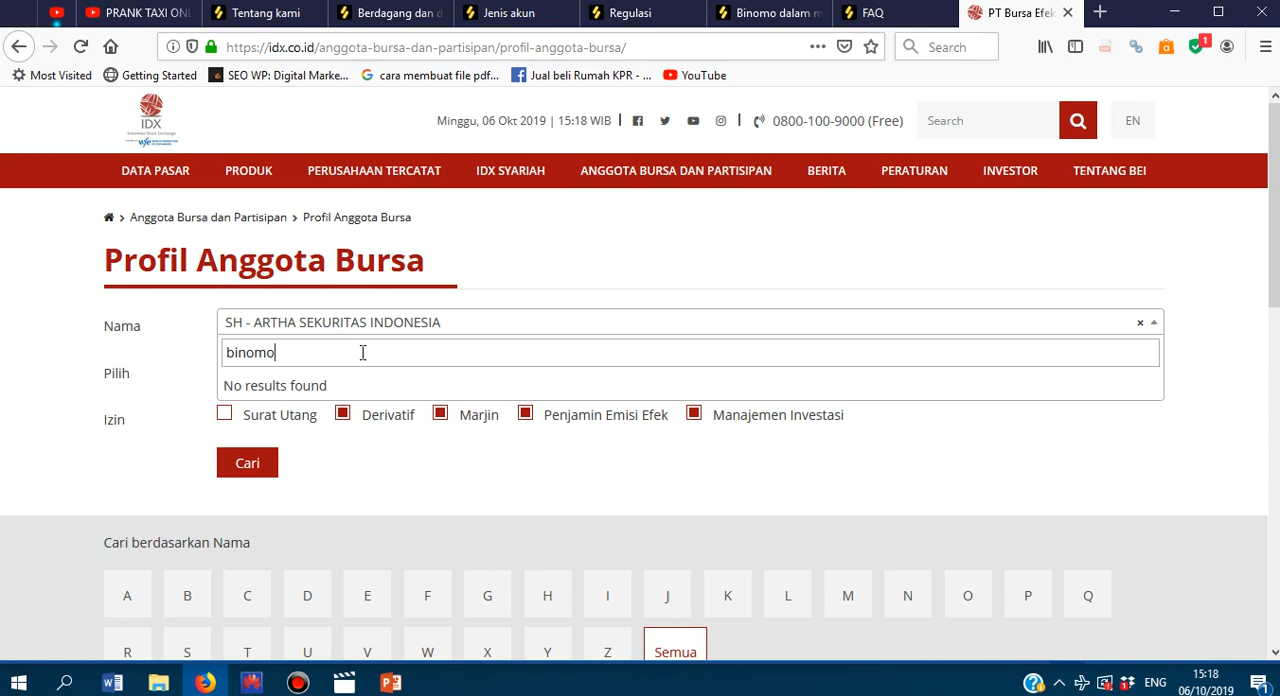 PRANK TAXI ONL
Tentang kami
Berdagang dan d
Jenis akun
Regulasi
Binomo dalam m
FAQ
PT Bursa Efek
https://idx.co.id/anggota-bursa-dan-partisipan/profil-anggota-bursa/
Search
1
Most Visited
Getting Started
SEO WP: Digital Marke...
cara membuat file pdf...
Jual beli Rumah KPR - ...
YouTube
IDX
Indonesia Stock Exchange
Minggu, 06 Okt 2019 | 15:18 WIB
0800-100-9000 (Free)
Search
EN
DATA PASAR
PRODUK
PERUSAHAAN TERCATAT
IDX SYARIAH
ANGGOTA BURSA DAN PARTISIPAN
BERITA
PERATURAN
INVESTOR
TENTANG BEI
Anggota Bursa dan Partisipan > Profil Anggota Bursa
Profil Anggota Bursa
Nama
SH - ARTHA SEKURITAS INDONESIA
binomo
Pilih
No results found
Izin
Surat Utang
Derivatif
Marjin
Penjamin Emisi Efek
Manajemen Investasi
Cari
Cari berdasarkan Nama
A B C D E F G H I J K L M N O P Q
R S T U V W X Y Z Semua
ENG
15:18
06/10/2019
1